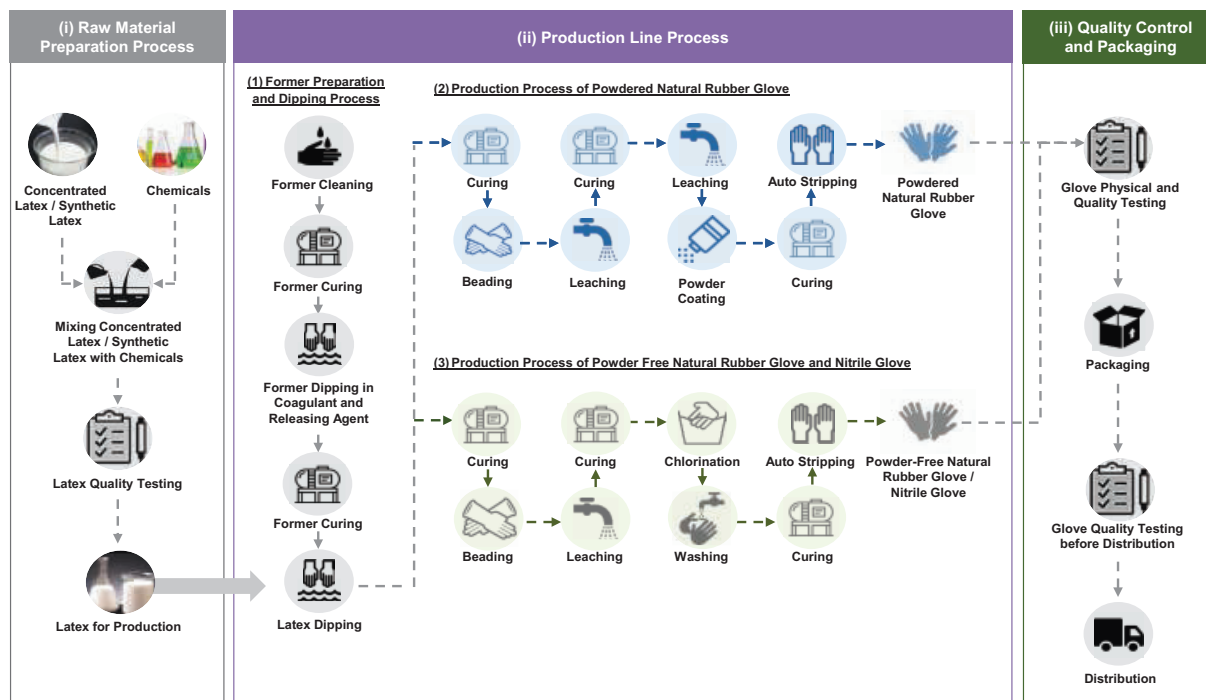 (i) Raw Material
Preparation Process
Concentrated
Latex / Synthetic
Latex
Chemicals
Mixing Concentrated
Latex / Synthetic
Latex with Chemicals
Latex Quality Testing
Latex for Production
(ii) Production Line Process
(1) Former Preparation
and Dipping Process
Former Cleaning
Former Curing
Former Dipping in
Coagulant and
Releasing Agent
Former Curing
Latex Dipping
(2) Production Process of Powdered Natural Rubber Glove
Curing
Beading
Leaching
Curing
Leaching
Powder
Coating
Curing
Auto Stripping
Powdered
Natural Rubber
Glove
(3) Production Process of Powder Free Natural Rubber Glove and Nitrile Glove
Curing
Beading
Leaching
Curing
Chlorination
Washing
Curing
Auto Stripping
Powder-Free Natural
Rubber Glove /
Nitrile Glove
(iii) Quality Control
and Packaging
Glove Physical and
Quality Testing
Packaging
Glove Quality Testing
before Distribution
Distribution